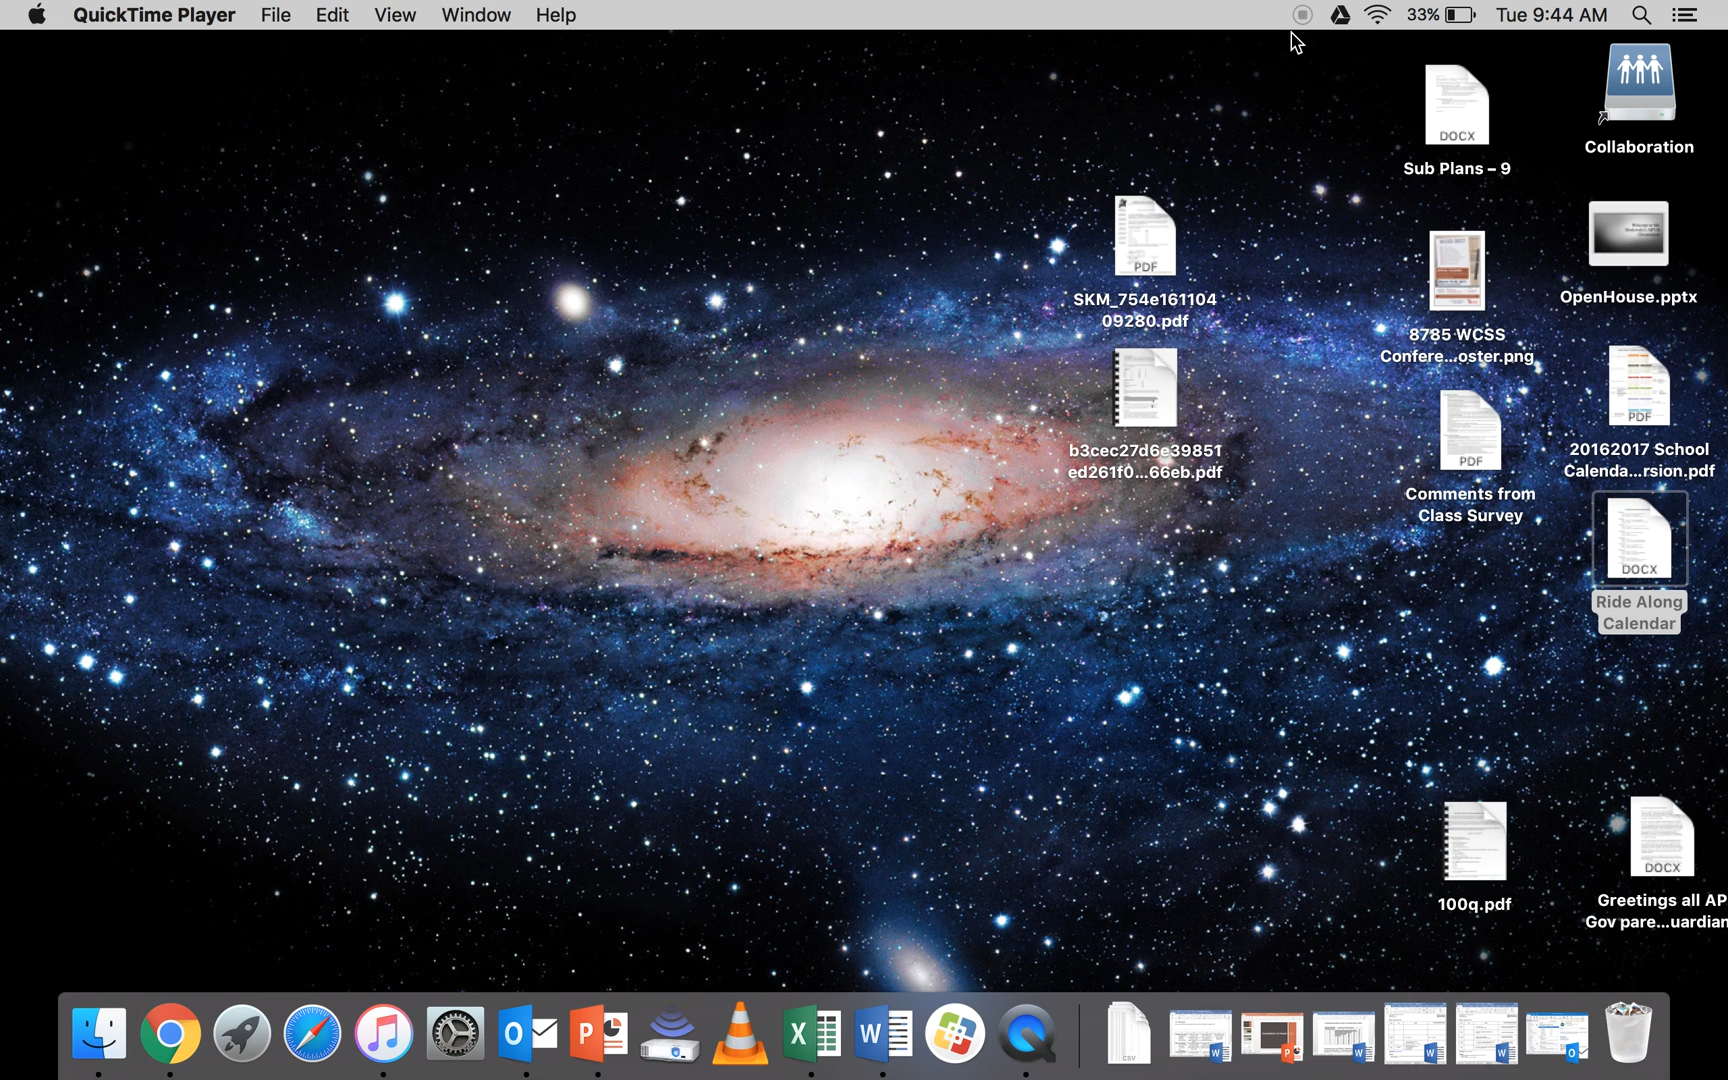 QuickTime Player File Edit View Window Help 33% Tue 9:44 AM
Collaboration
DOCX
Sub Plans – 9
OpenHouse.pptx
PDF
SKM_754e161104
09280.pdf
8785 WCSS
Confere...oster.png
PDF
20162017 School
Calenda...rsion.pdf
b3cec27d6e39851
ed261f0...66eb.pdf
PDF
Comments from
Class Survey
DOCX
Ride Along
Calendar
100q.pdf
DOCX
Greetings all AP
Gov pare...uardian
CSV